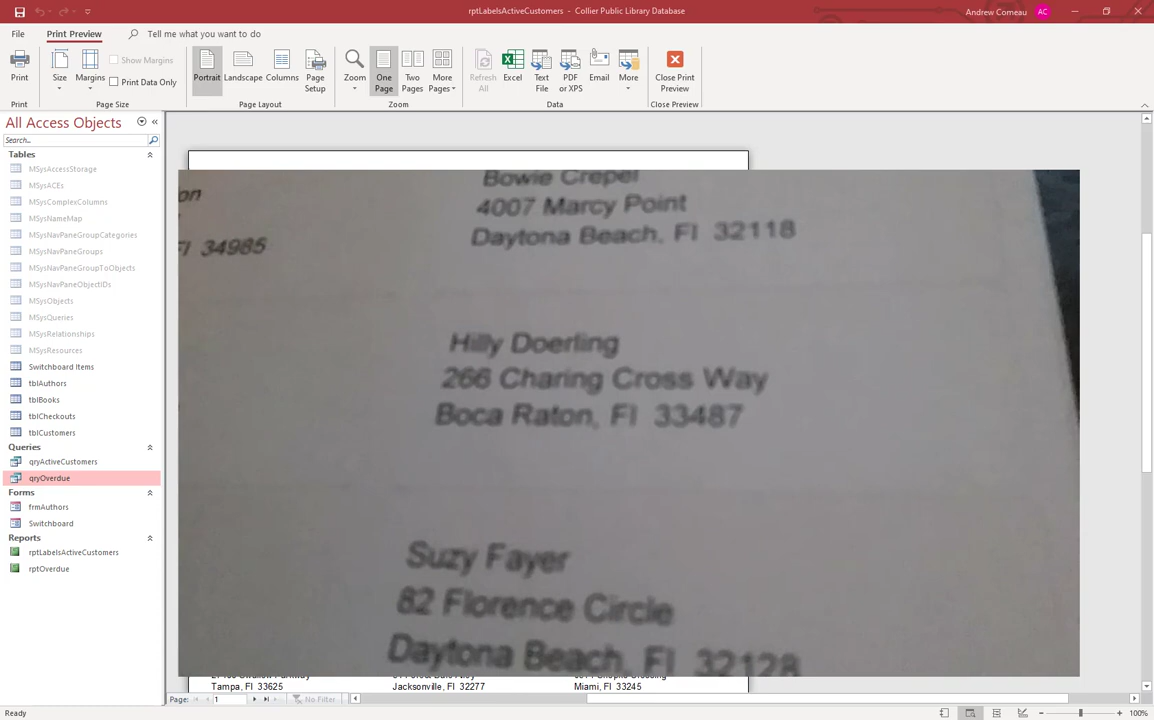 rptLabelsActiveCustomers - Collier Public Library Database
Andrew Comeau
AC
File
Print Preview
Tell me what you want to do
Print
Size
Margins
Show Margins
Print Data Only
Portrait
Landscape
Columns
Page Setup
Zoom
One Page
Two Pages
More Pages
Refresh All
Excel
Text File
PDF or XPS
Email
More
Close Print Preview
Print
Page Size
Page Layout
Zoom
Data
Close Preview
All Access Objects
Search...
Tables
MSysAccessStorage
MSysACEs
MSysComplexColumns
MSysNameMap
MSysNavPaneGroupCategories
MSysNavPaneGroups
MSysNavPaneGroupToObjects
MSysNavPaneObjectIDs
MSysObjects
MSysQueries
MSysRelationships
MSysResources
Switchboard Items
tblAuthors
tblBooks
tblCheckouts
tblCustomers
Queries
qryActiveCustomers
qryOverdue
Forms
frmAuthors
Switchboard
Reports
rptLabelsActiveCustomers
rptOverdue
on
Fl 34985
Bowie Crepel
4007 Marcy Point
Daytona Beach, Fl 32118
Hilly Doerling
266 Charing Cross Way
Boca Raton, Fl 33487
Suzy Fayer
82 Florence Circle
Daytona Beach, Fl 32128
Tampa, Fl 33625
Jacksonville, Fl 32277
Miami, Fl 33245
Page: 1
No Filter
Ready
100%